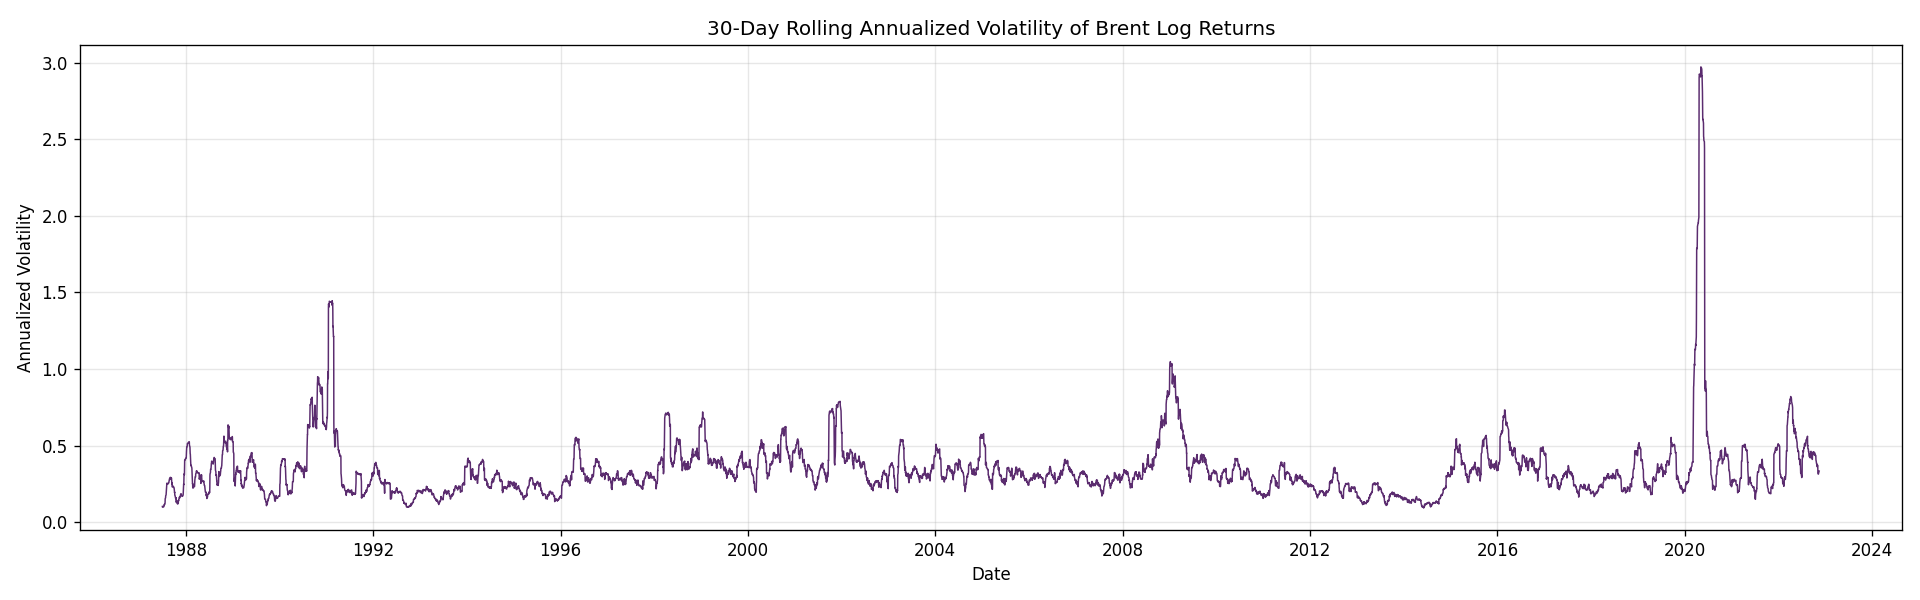 30-Day Rolling Annualized Volatility of Brent Log Returns
Annualized Volatility
3.0
2.5
2.0
1.5
1.0
0.5
0.0
1988 1992 1996 2000 2004 2008 2012 2016 2020 2024
Date